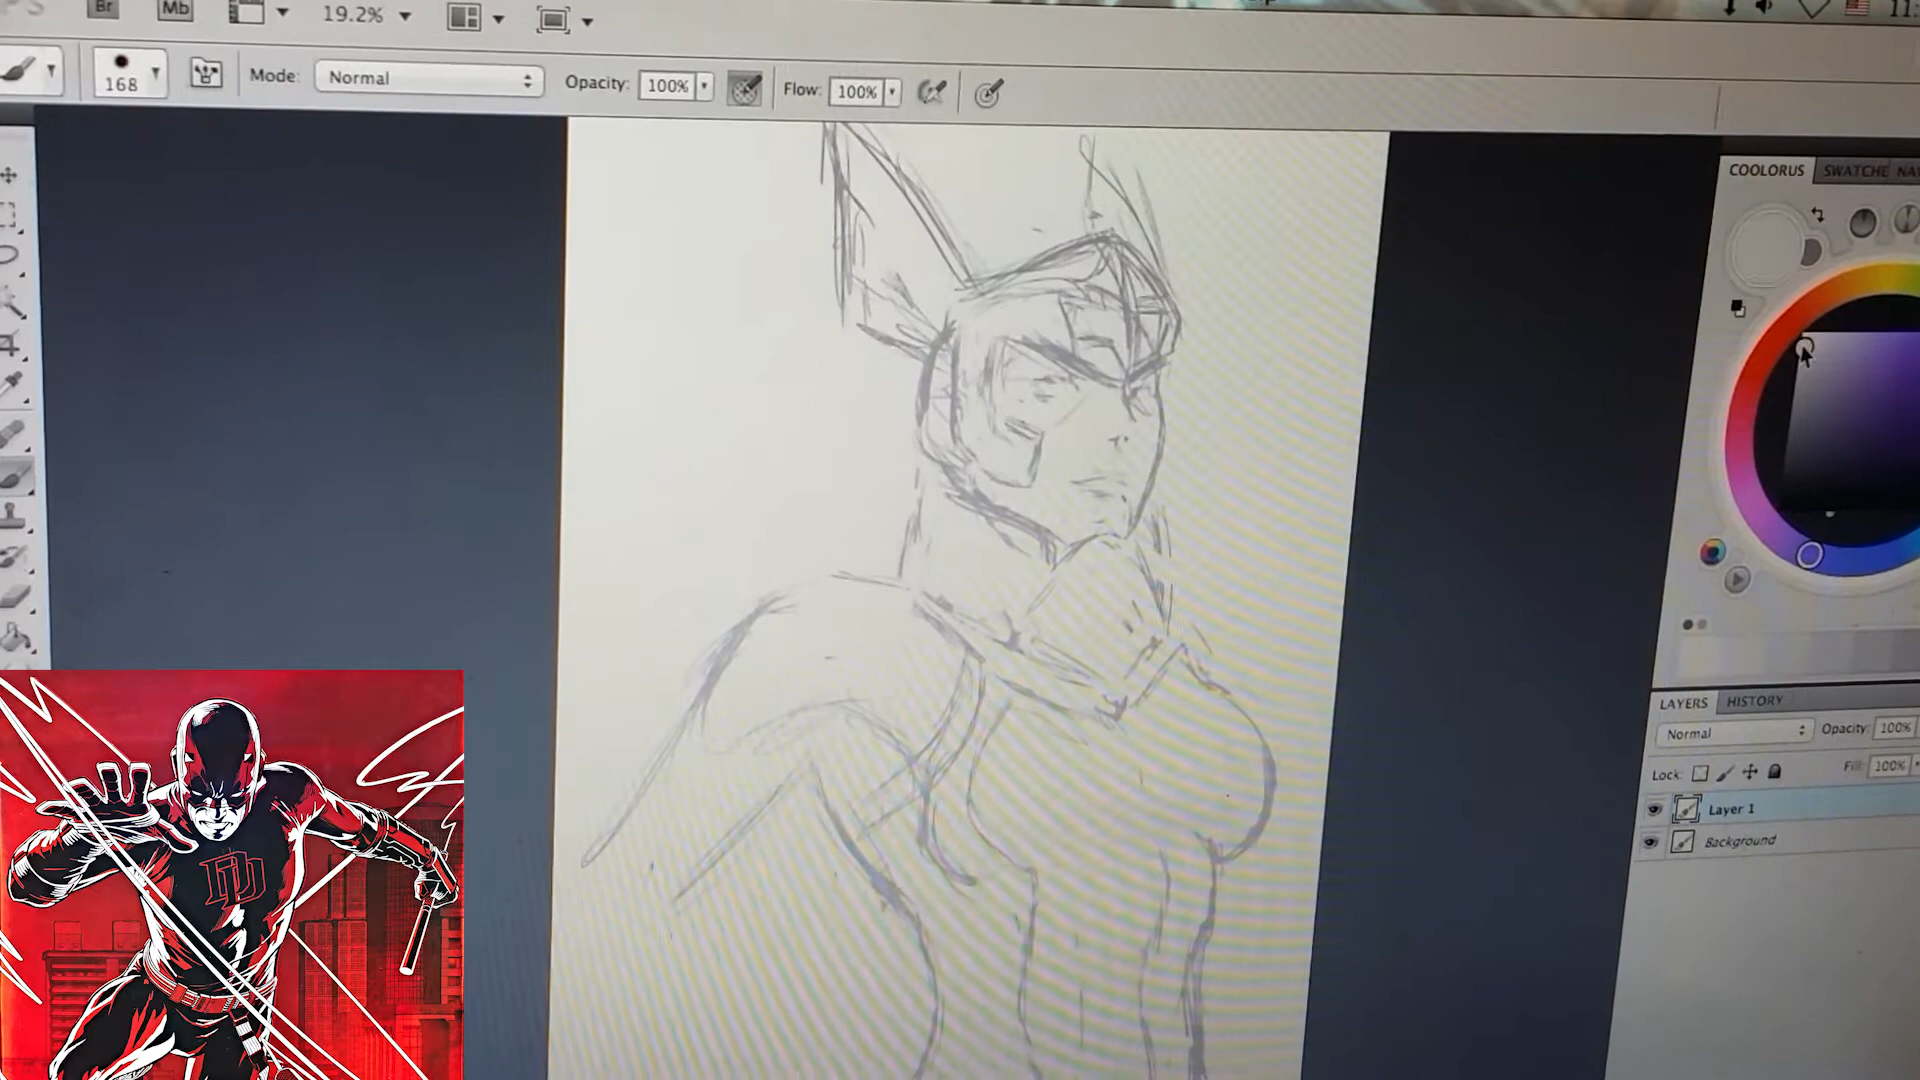 Br Mb 19.2%
168 Mode: Normal Opacity: 100% Flow: 100%
COOLORUS SWATCHE NA
LAYERS HISTORY
Normal Opacity: 100%
Lock: Fill: 100%
Layer 1
Background
DD